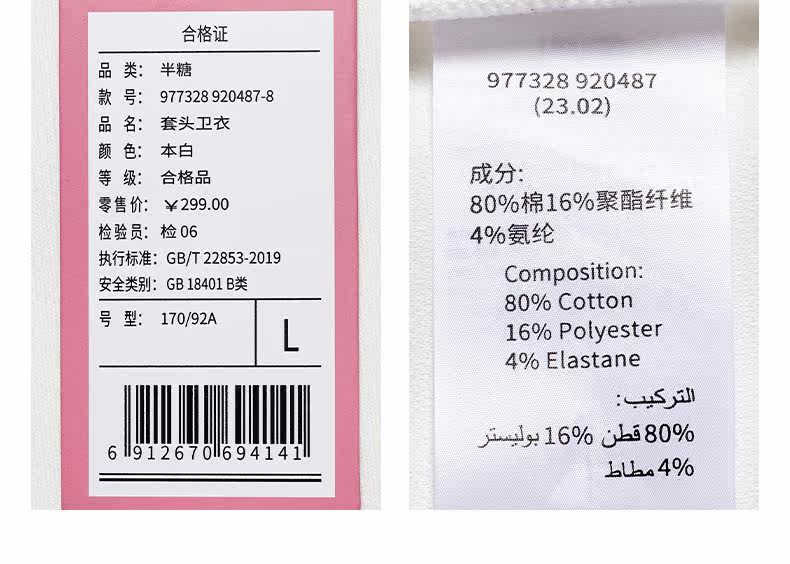 合格证
品 类： 半糖
款 号： 977328 920487-8
品 名： 套头卫衣
颜 色： 本白
等 级： 合格品
零售价： ￥299.00
检验员： 检 06
执行标准： GB/T 22853-2019
安全类别： GB 18401 B类
号 型： 170/92A
L
6 912670 694141
977328 920487
(23.02)
成分:
80%棉16%聚酯纤维
4%氨纶
Composition:
80% Cotton
16% Polyester
4% Elastane
التركيب:
80% قطن 16% بوليستر
4% مطاط